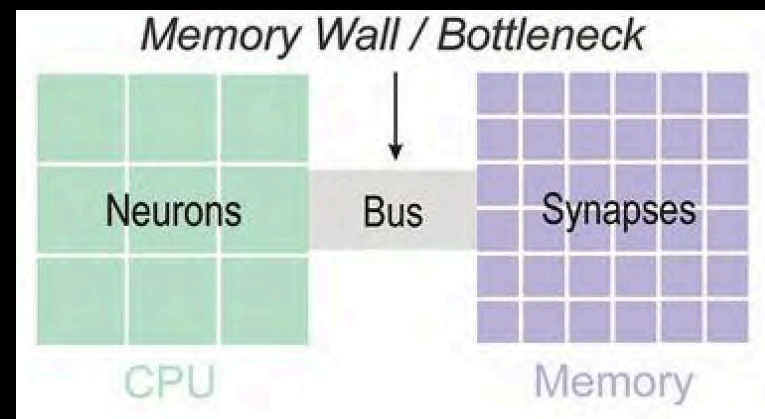 Memory Wall / Bottleneck
Neurons
Bus
Synapses
CPU
Memory